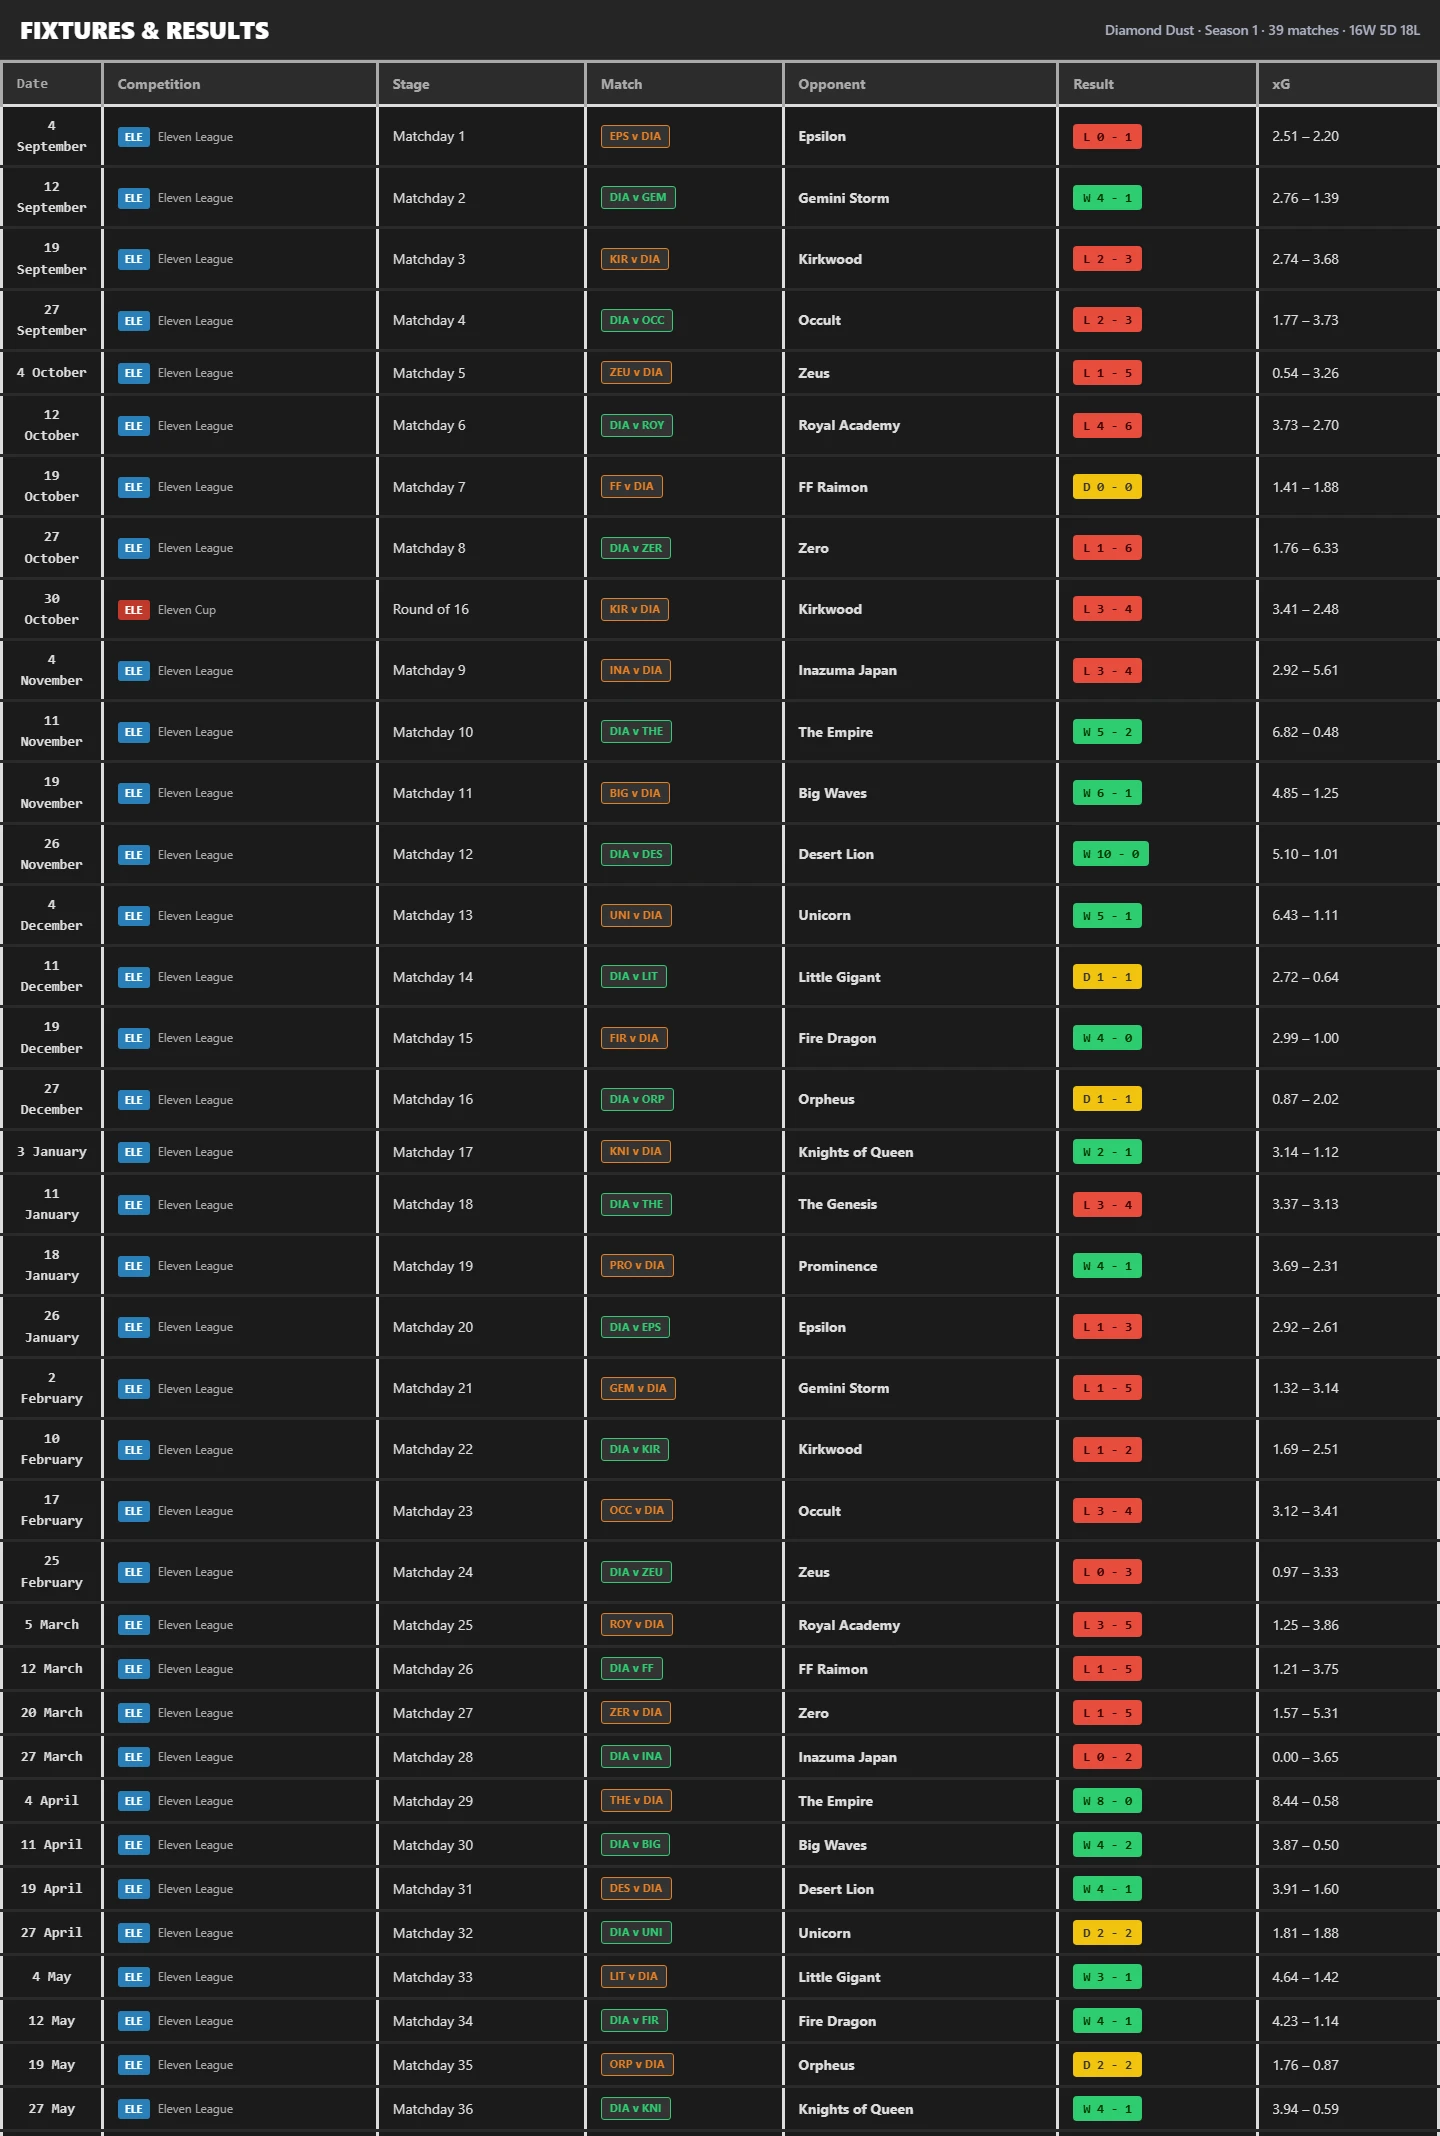 FIXTURES & RESULTS
Diamond Dust · Season 1 · 39 matches · 16W 5D 18L
Date Competition Stage Match Opponent Result xG
4 September ELE Eleven League Matchday 1 EPS v DIA Epsilon L 0 - 1 2.51 – 2.20
12 September ELE Eleven League Matchday 2 DIA v GEM Gemini Storm W 4 - 1 2.76 – 1.39
19 September ELE Eleven League Matchday 3 KIR v DIA Kirkwood L 2 - 3 2.74 – 3.68
27 September ELE Eleven League Matchday 4 DIA v OCC Occult L 2 - 3 1.77 – 3.73
4 October ELE Eleven League Matchday 5 ZEU v DIA Zeus L 1 - 5 0.54 – 3.26
12 October ELE Eleven League Matchday 6 DIA v ROY Royal Academy L 4 - 6 3.73 – 2.70
19 October ELE Eleven League Matchday 7 FF v DIA FF Raimon D 0 - 0 1.41 – 1.88
27 October ELE Eleven League Matchday 8 DIA v ZER Zero L 1 - 6 1.76 – 6.33
30 October ELE Eleven Cup Round of 16 KIR v DIA Kirkwood L 3 - 4 3.41 – 2.48
4 November ELE Eleven League Matchday 9 INA v DIA Inazuma Japan L 3 - 4 2.92 – 5.61
11 November ELE Eleven League Matchday 10 DIA v THE The Empire W 5 - 2 6.82 – 0.48
19 November ELE Eleven League Matchday 11 BIG v DIA Big Waves W 6 - 1 4.85 – 1.25
26 November ELE Eleven League Matchday 12 DIA v DES Desert Lion W 10 - 0 5.10 – 1.01
4 December ELE Eleven League Matchday 13 UNI v DIA Unicorn W 5 - 1 6.43 – 1.11
11 December ELE Eleven League Matchday 14 DIA v LIT Little Gigant D 1 - 1 2.72 – 0.64
19 December ELE Eleven League Matchday 15 FIR v DIA Fire Dragon W 4 - 0 2.99 – 1.00
27 December ELE Eleven League Matchday 16 DIA v ORP Orpheus D 1 - 1 0.87 – 2.02
3 January ELE Eleven League Matchday 17 KNI v DIA Knights of Queen W 2 - 1 3.14 – 1.12
11 January ELE Eleven League Matchday 18 DIA v THE The Genesis L 3 - 4 3.37 – 3.13
18 January ELE Eleven League Matchday 19 PRO v DIA Prominence W 4 - 1 3.69 – 2.31
26 January ELE Eleven League Matchday 20 DIA v EPS Epsilon L 1 - 3 2.92 – 2.61
2 February ELE Eleven League Matchday 21 GEM v DIA Gemini Storm L 1 - 5 1.32 – 3.14
10 February ELE Eleven League Matchday 22 DIA v KIR Kirkwood L 1 - 2 1.69 – 2.51
17 February ELE Eleven League Matchday 23 OCC v DIA Occult L 3 - 4 3.12 – 3.41
25 February ELE Eleven League Matchday 24 DIA v ZEU Zeus L 0 - 3 0.97 – 3.33
5 March ELE Eleven League Matchday 25 ROY v DIA Royal Academy L 3 - 5 1.25 – 3.86
12 March ELE Eleven League Matchday 26 DIA v FF FF Raimon L 1 - 5 1.21 – 3.75
20 March ELE Eleven League Matchday 27 ZER v DIA Zero L 1 - 5 1.57 – 5.31
27 March ELE Eleven League Matchday 28 DIA v INA Inazuma Japan L 0 - 2 0.00 – 3.65
4 April ELE Eleven League Matchday 29 THE v DIA The Empire W 8 - 0 8.44 – 0.58
11 April ELE Eleven League Matchday 30 DIA v BIG Big Waves W 4 - 2 3.87 – 0.50
19 April ELE Eleven League Matchday 31 DES v DIA Desert Lion W 4 - 1 3.91 – 1.60
27 April ELE Eleven League Matchday 32 DIA v UNI Unicorn D 2 - 2 1.81 – 1.88
4 May ELE Eleven League Matchday 33 LIT v DIA Little Gigant W 3 - 1 4.64 – 1.42
12 May ELE Eleven League Matchday 34 DIA v FIR Fire Dragon W 4 - 1 4.23 – 1.14
19 May ELE Eleven League Matchday 35 ORP v DIA Orpheus D 2 - 2 1.76 – 0.87
27 May ELE Eleven League Matchday 36 DIA v KNI Knights of Queen W 4 - 1 3.94 – 0.59